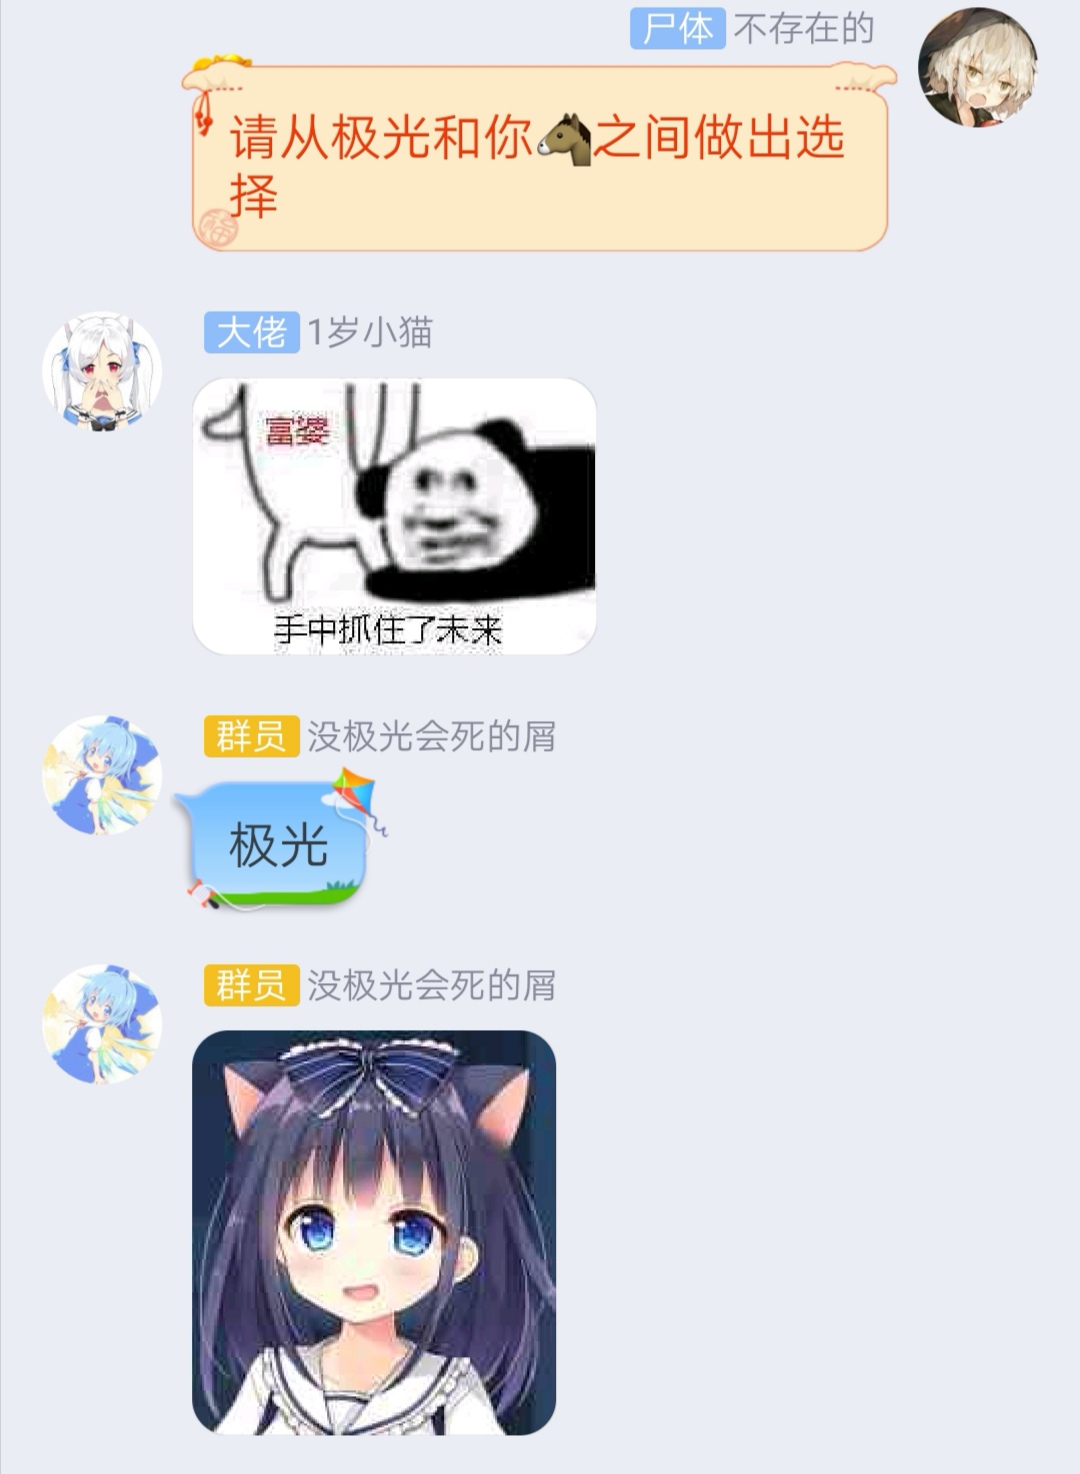 尸体 不存在的
请从极光和你🐴之间做出选
择
福
大佬 1岁小猫
富婆
手中抓住了未来
群员 没极光会死的屑
极光
群员 没极光会死的屑